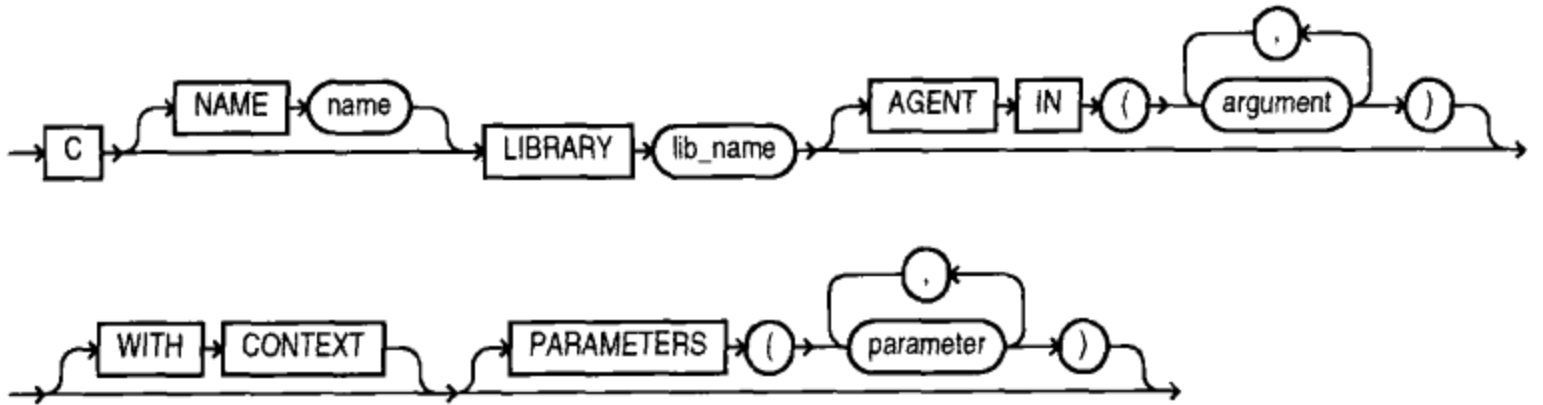 ,
NAME name AGENT IN ( argument )
C LIBRARY lib_name
,
WITH CONTEXT PARAMETERS ( parameter )